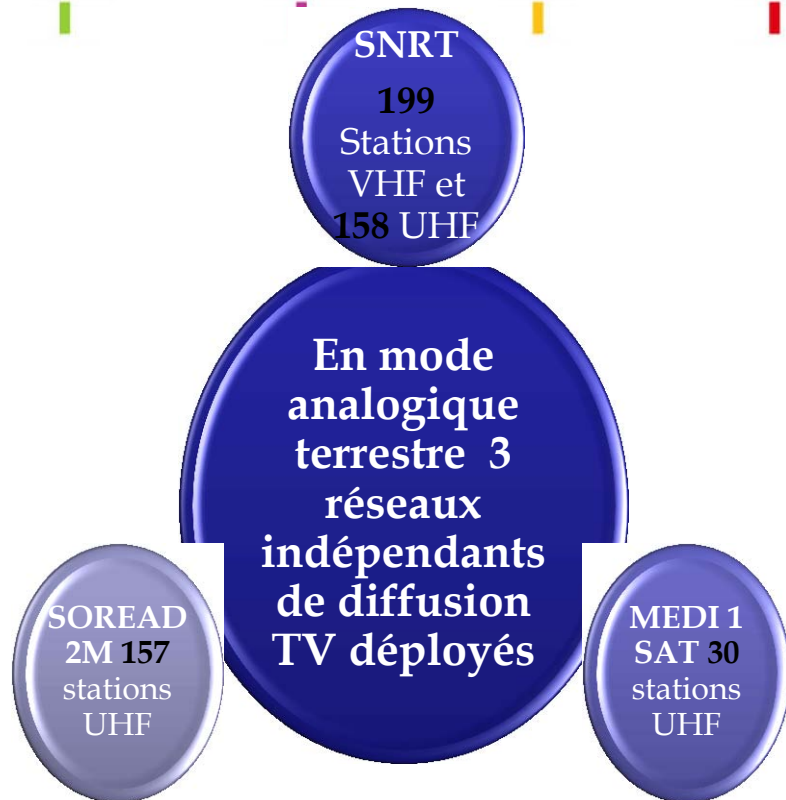 SNRT
199
Stations
VHF et
158 UHF
En mode
analogique
terrestre 3
réseaux
indépendants
de diffusion
TV déployés
SOREAD
2M 157
stations
UHF
MEDI 1
SAT 30
stations
UHF